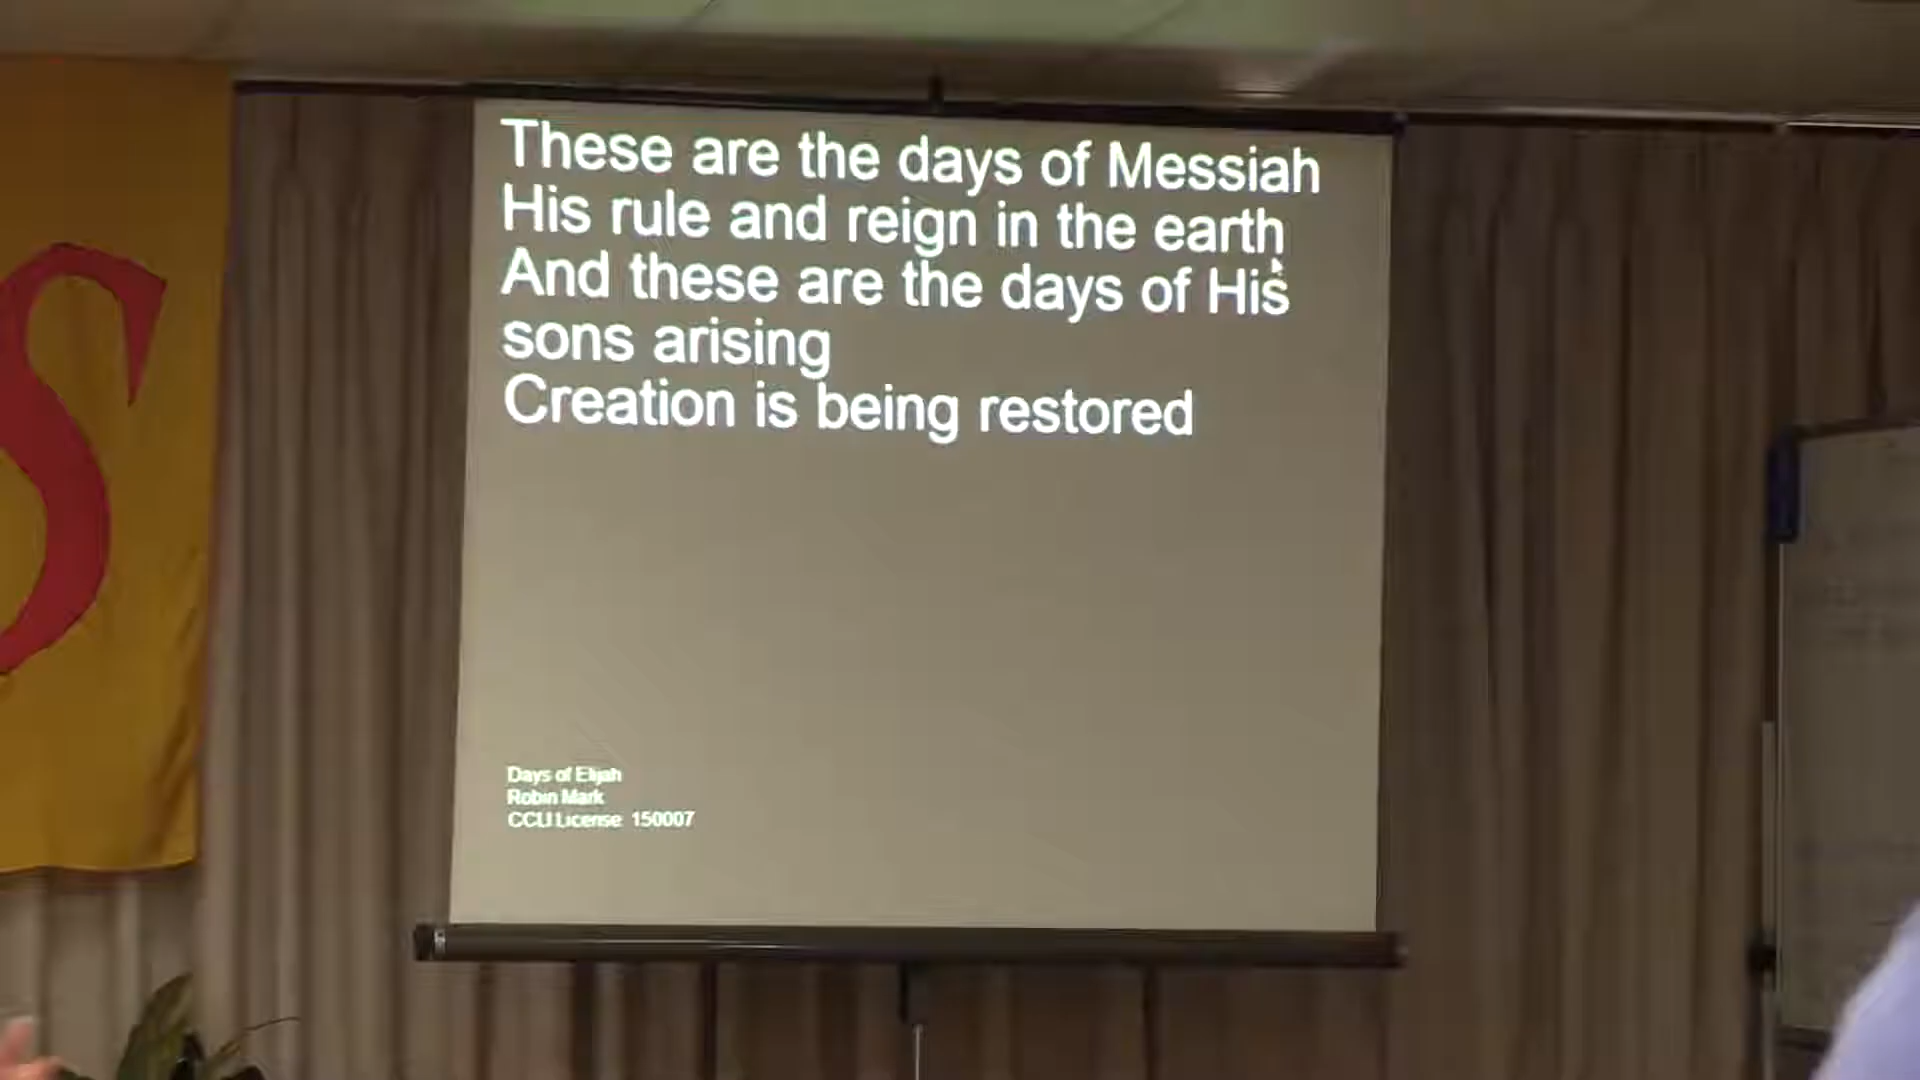 S
These are the days of Messiah
His rule and reign in the earth
And these are the days of His
sons arising
Creation is being restored
Days of Elijah
Robin Mark
CCLI License 150007